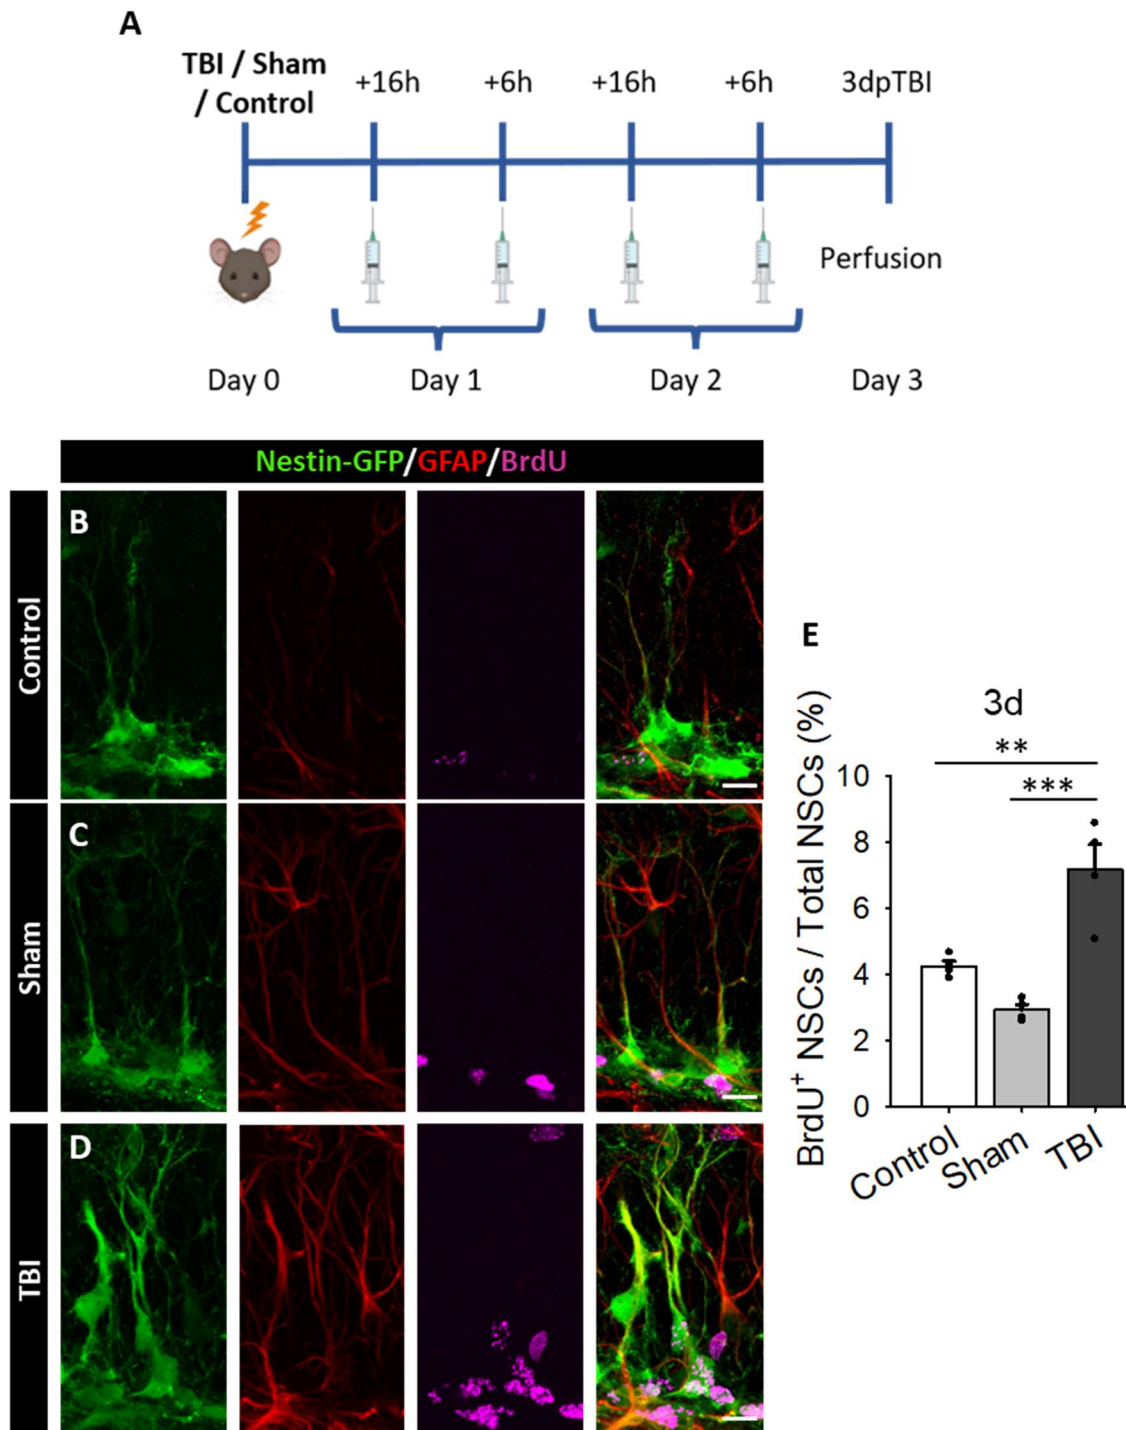 A
TBI / Sham
/ Control
+16h
+6h
+16h
+6h
3dpTBI
Perfusion
Day 0
Day 1
Day 2
Day 3
Nestin-GFP/GFAP/BrdU
Control
B
Sham
C
TBI
D
E
3d
**
***
BrdU⁺ NSCs / Total NSCs (%)
10
8
6
4
2
0
Control
Sham
TBI